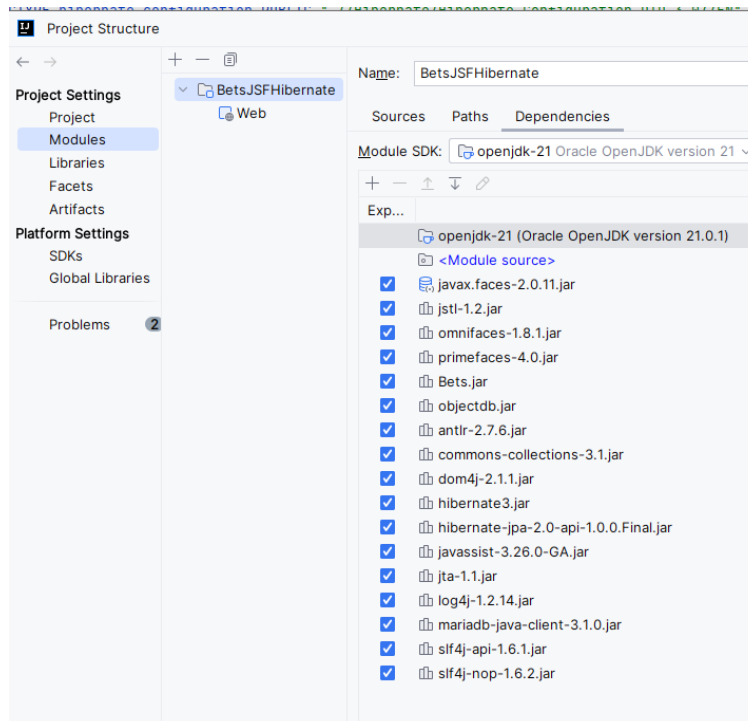 Project Structure
Project Settings
Project
Modules
Libraries
Facets
Artifacts
Platform Settings
SDKs
Global Libraries
Problems 2
BetsJSFHibernate
Web
Name: BetsJSFHibernate
Sources Paths Dependencies
Module SDK: openjdk-21 Oracle OpenJDK version 21
Exp...
openjdk-21 (Oracle OpenJDK version 21.0.1)
<Module source>
javax.faces-2.0.11.jar
jstl-1.2.jar
omnifaces-1.8.1.jar
primefaces-4.0.jar
Bets.jar
objectdb.jar
antlr-2.7.6.jar
commons-collections-3.1.jar
dom4j-2.1.1.jar
hibernate3.jar
hibernate-jpa-2.0-api-1.0.0.Final.jar
javassist-3.26.0-GA.jar
jta-1.1.jar
log4j-1.2.14.jar
mariadb-java-client-3.1.0.jar
slf4j-api-1.6.1.jar
slf4j-nop-1.6.2.jar